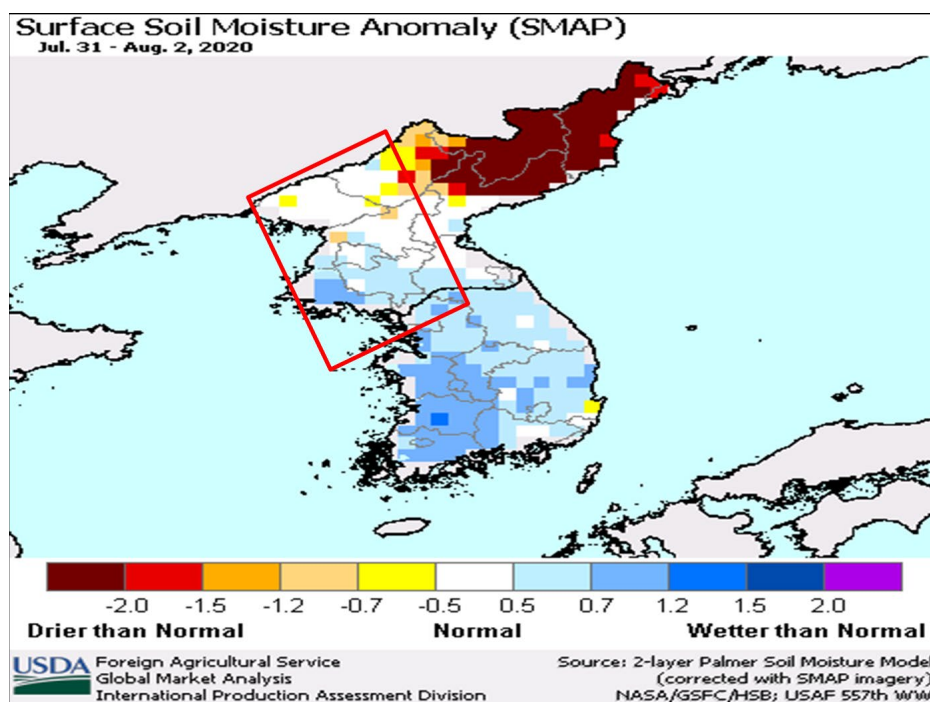 Surface Soil Moisture Anomaly (SMAP)
Jul. 31 - Aug. 2, 2020
-2.0 -1.5 -1.2 -0.7 -0.5 0.5 0.7 1.2 1.5 2.0
Drier than Normal Normal Wetter than Normal
USDA Foreign Agricultural Service
Global Market Analysis
International Production Assessment Division
Source: 2-layer Palmer Soil Moisture Model
(corrected with SMAP imagery)
NASA/GSFC/HSB; USAF 557th WW